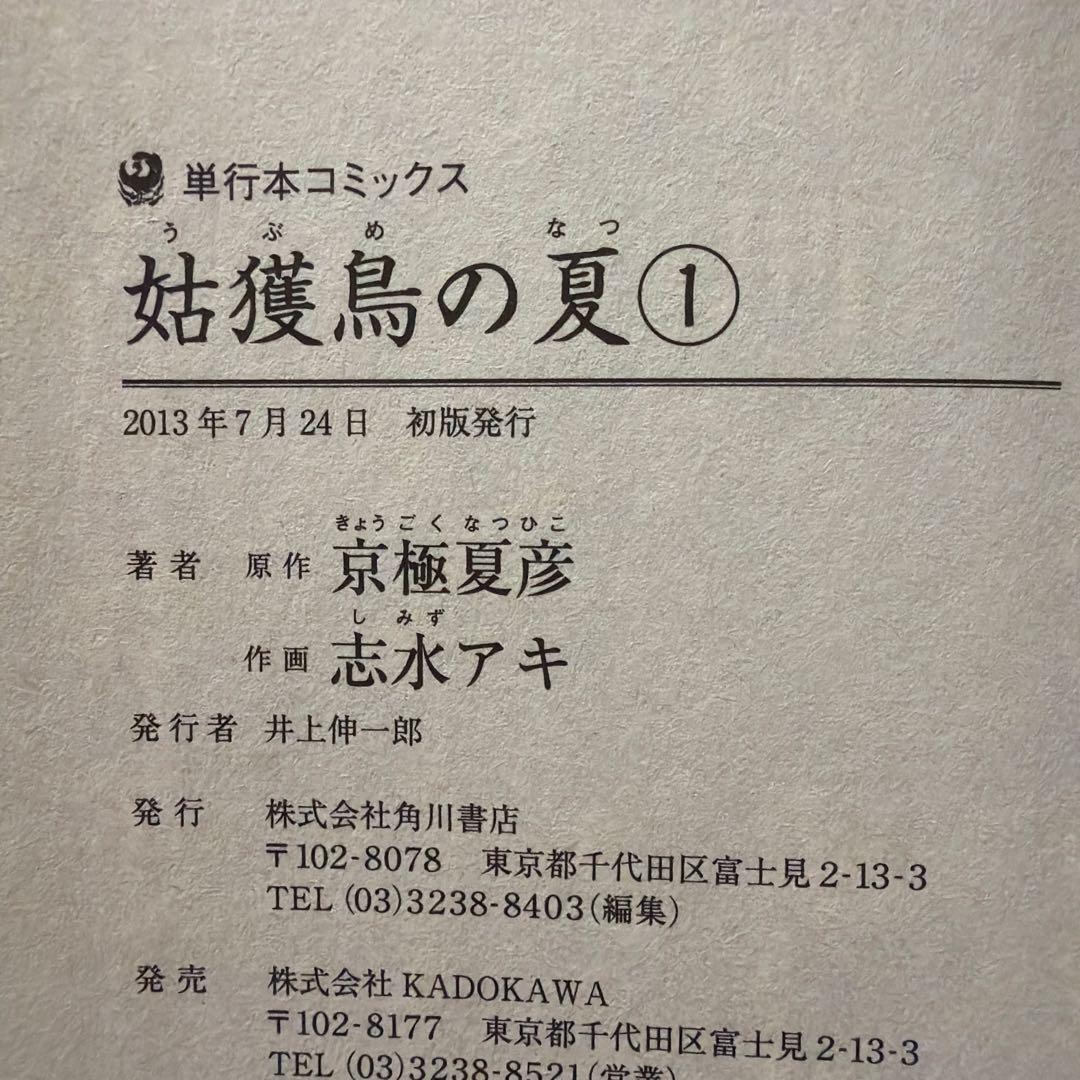 単行本コミックス
うぶめ なつ
姑獲鳥の夏①
2013年7月24日 初版発行
きょうごくなつひこ
著者 原作 京極夏彦
しみず
作画 志水アキ
発行者 井上伸一郎
発行 株式会社角川書店
〒102-8078 東京都千代田区富士見2-13-3
TEL (03)3238-8403(編集)
発売 株式会社KADOKAWA
〒102-8177 東京都千代田区富士見2-13-3
TEL (03)3238-8521(営業)